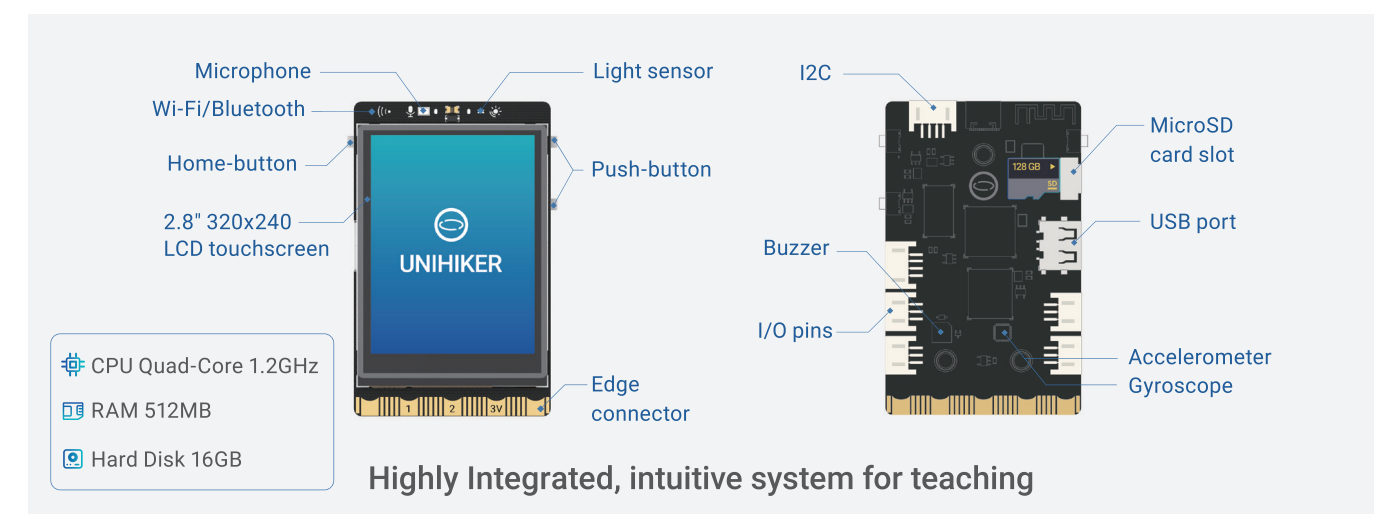 Microphone
Wi-Fi/Bluetooth
Home-button
2.8" 320x240
LCD touchscreen
Light sensor
Push-button
UNIHIKER
1 2 3V
Edge
connector
CPU Quad-Core 1.2GHz
RAM 512MB
Hard Disk 16GB
I2C
MicroSD
card slot
128 GB
SD
USB port
Buzzer
I/O pins
Accelerometer
Gyroscope
Highly Integrated, intuitive system for teaching